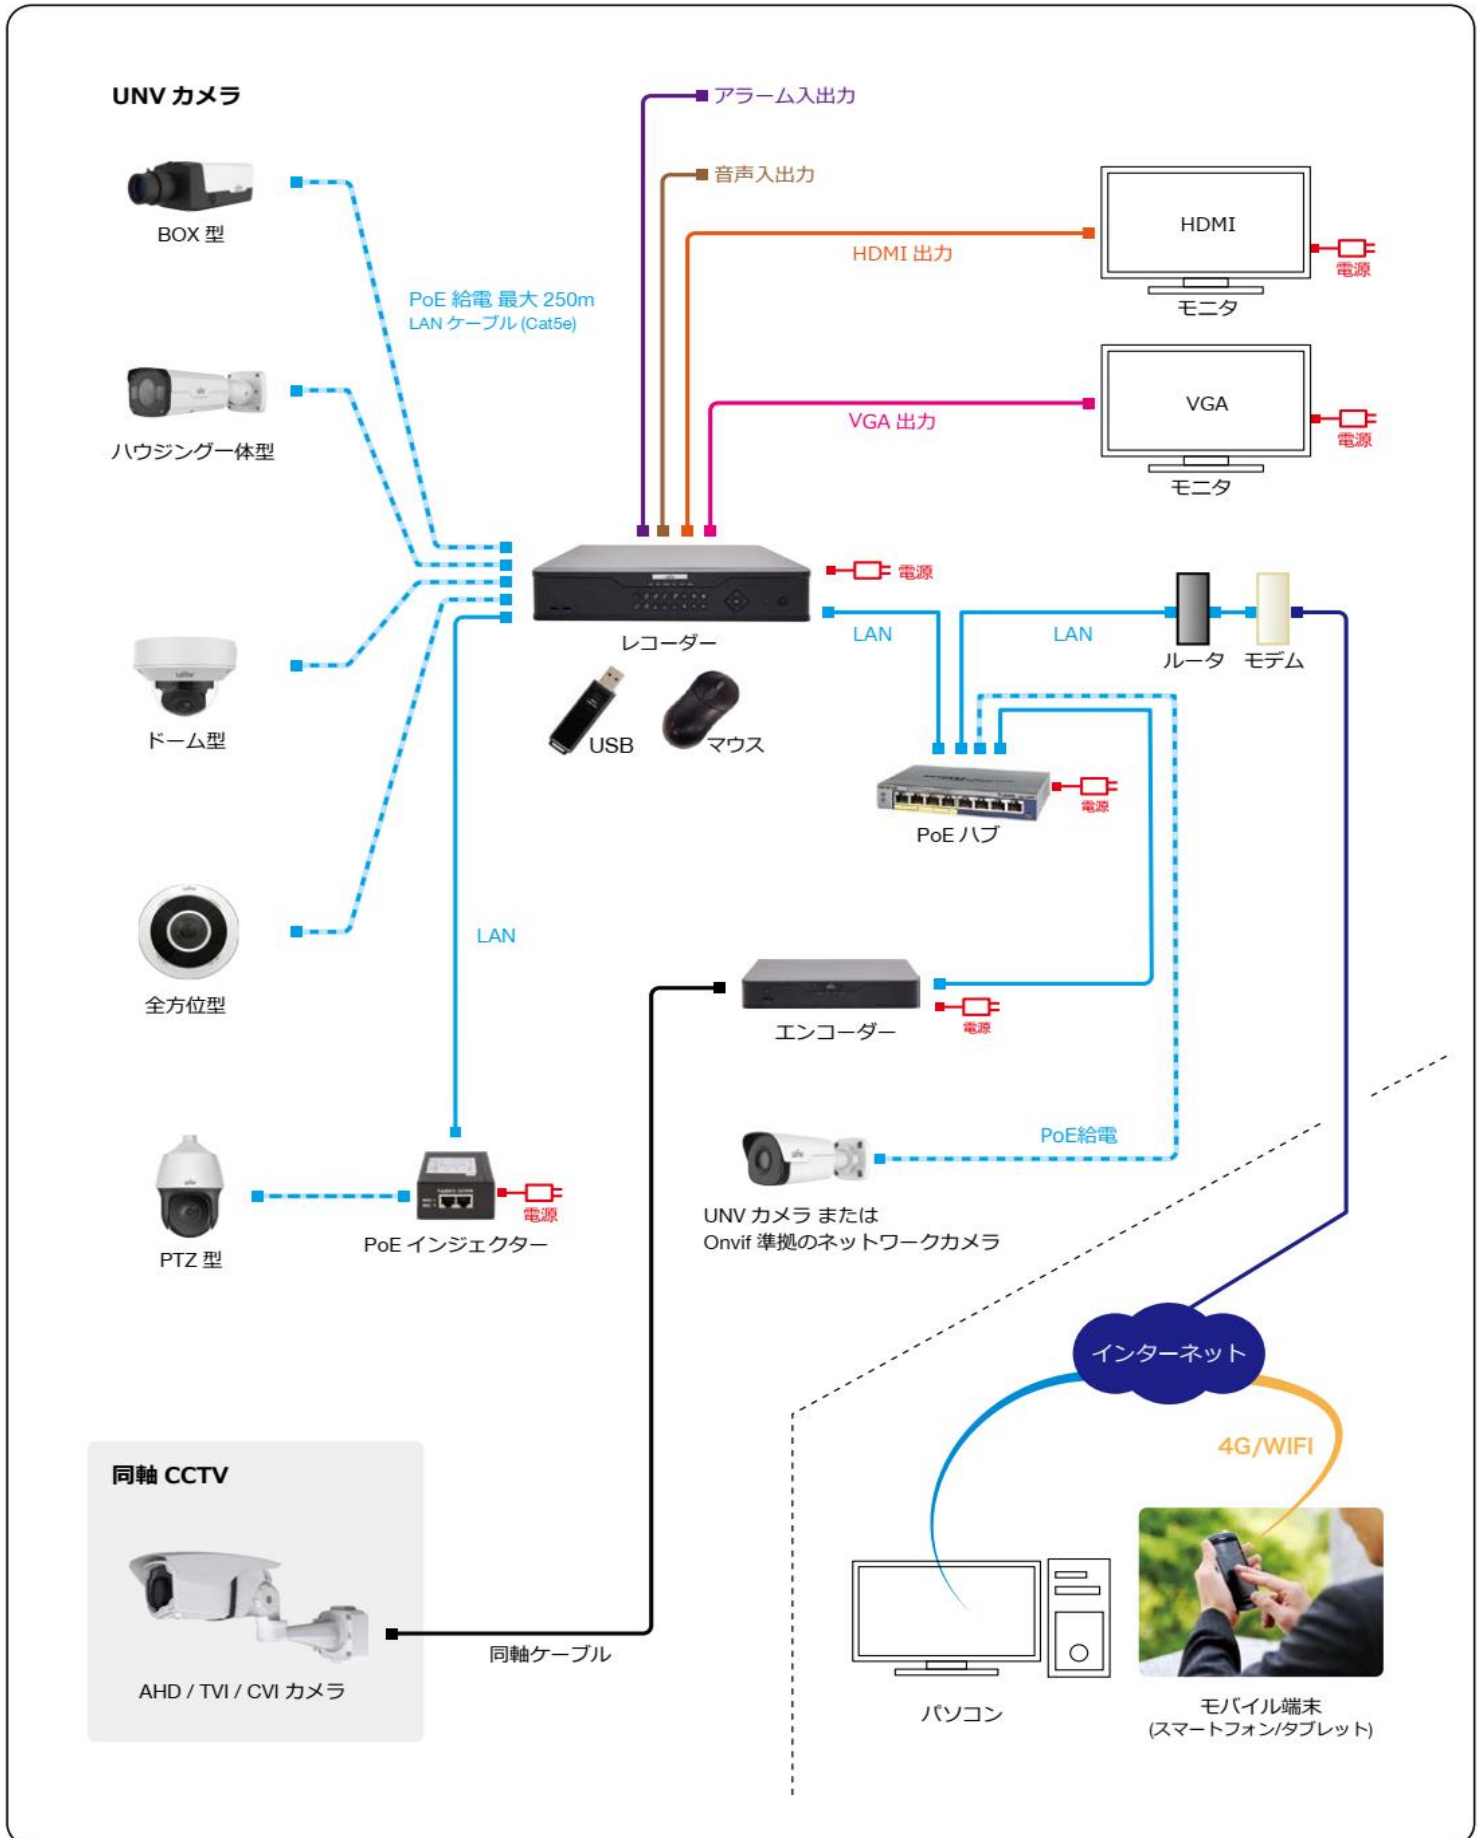 UNV カメラ
アラーム入出力
音声入出力
BOX 型
HDMI
HDMI 出力
電源
PoE 給電 最大 250m
LAN ケーブル (Cat5e)
モニタ
VGA
VGA 出力
電源
ハウジング一体型
モニタ
電源
レコーダー
LAN
LAN
ルータ
モデム
ドーム型
USB
マウス
電源
PoE ハブ
LAN
全方位型
エンコーダー
電源
PoE給電
PTZ 型
PoE インジェクター
電源
UNV カメラ または
Onvif 準拠のネットワークカメラ
インターネット
4G/WIFI
同軸 CCTV
同軸ケーブル
AHD / TVI / CVI カメラ
パソコン
モバイル端末
(スマートフォン/タブレット)